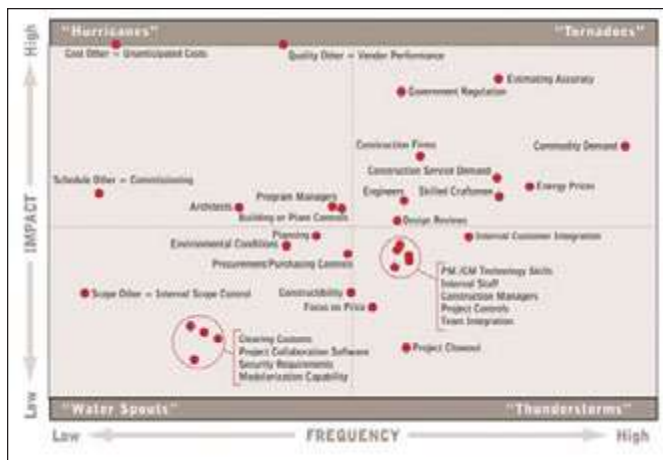 "Hurricanes" "Tornadoes"
High
Cost Other = Unanticipated Costs
Quality Other = Vendor Performance
Estimating Accuracy
Government Regulation
Construction Firms
Commodity Demand
Construction Service Demand
Schedule Other = Commissioning
Energy Prices
Engineers
Skilled Craftsmen
Program Managers
Architects
Building or Plant Controls
Design Reviews
IMPACT
Planning
Internal Customer Integration
Environmental Conditions
Procurement/Purchasing Controls
PM/CM Technology Skills
Internal Staff
Construction Managers
Project Controls
Team Integration
Scope Other = Internal Scope Control
Constructibility
Focus on Price
Clearing Customs
Project Collaboration Software
Security Requirements
Modularization Capability
Project Closeout
Low
"Water Spouts" "Thunderstorms"
Low FREQUENCY High